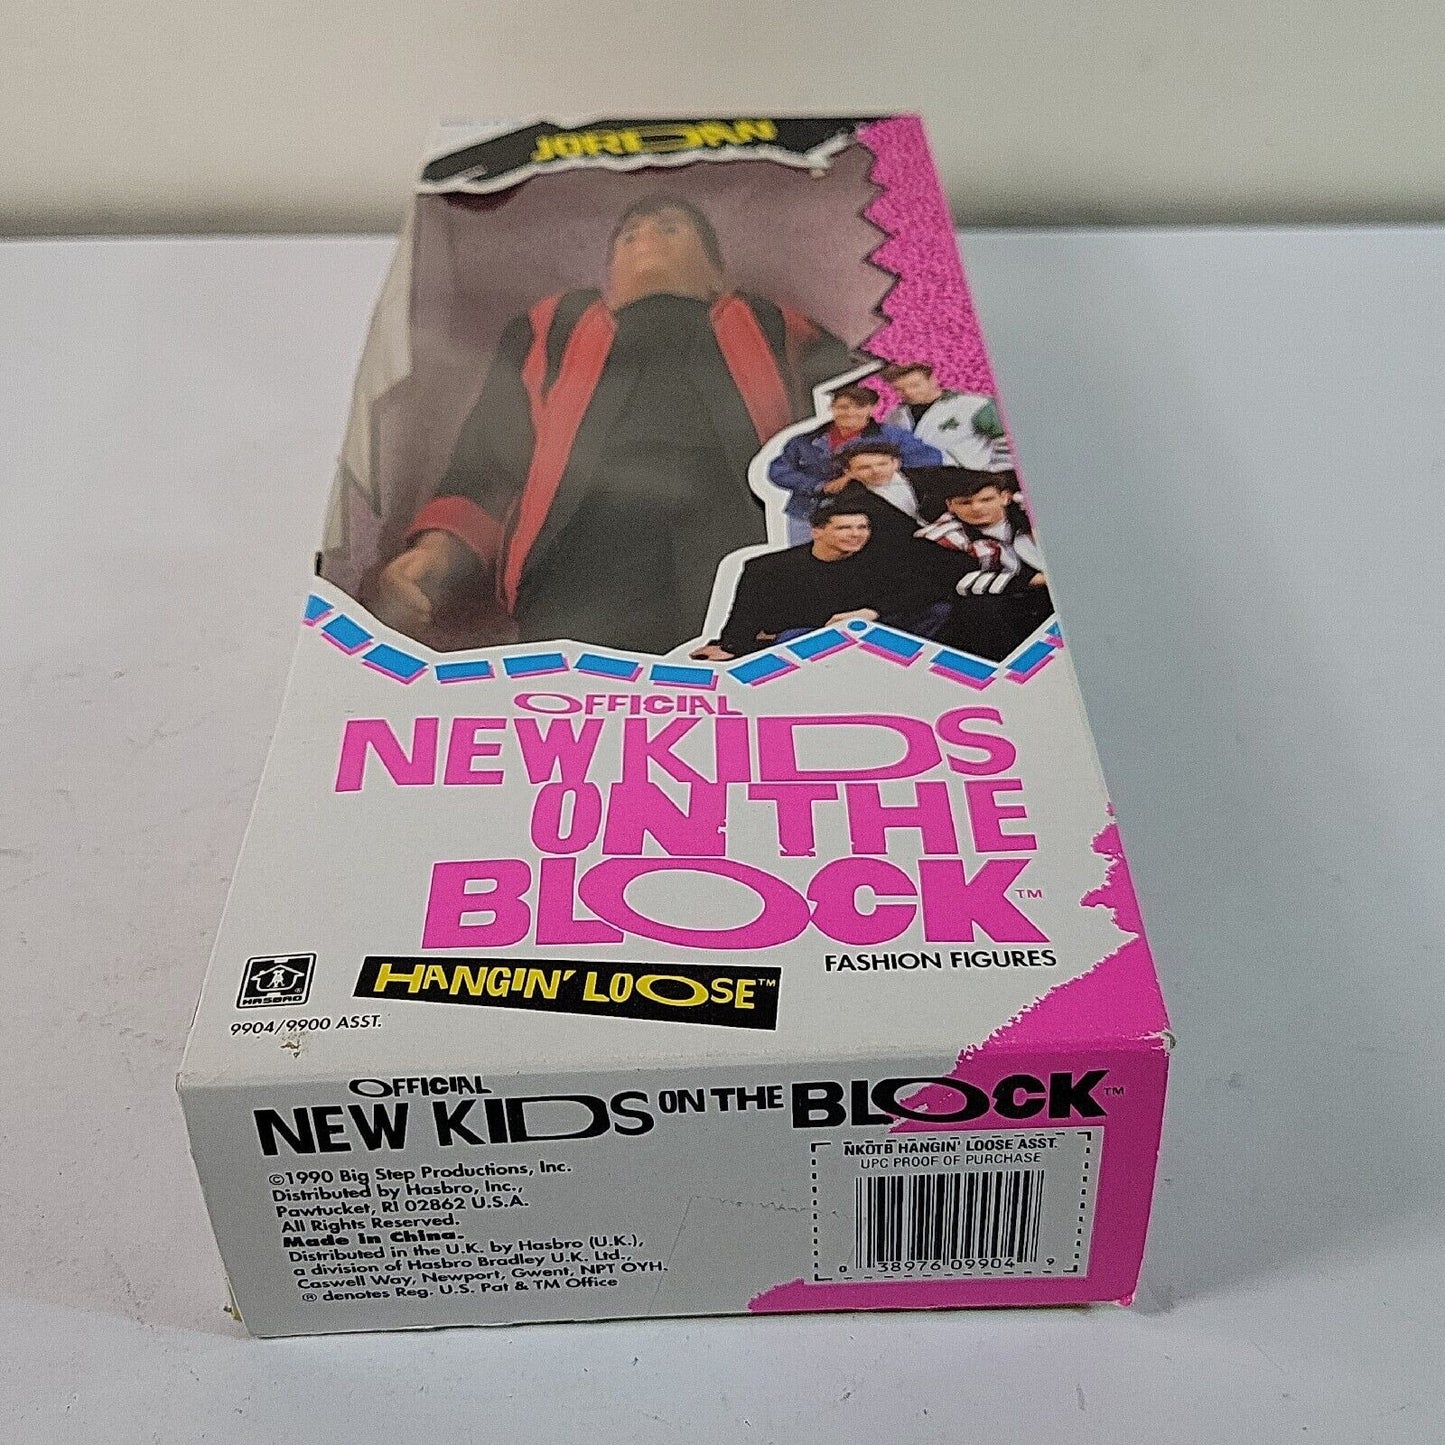 JORDAN
OFFICIAL
NEW KIDS
ON THE
BLOCK™
FASHION FIGURES
HANGIN' LOOSE™
HASBRO®
9904/9900 ASST.
OFFICIAL
NEW KIDS ON THE BLOCK™
©1990 Big Step Productions, Inc.
Distributed by Hasbro, Inc.,
Pawtucket, RI 02862 U.S.A.
All Rights Reserved.
Made in China.
Distributed in the U.K. by Hasbro (U.K.),
a division of Hasbro Bradley U.K. Ltd.,
Caswell Way, Newport, Gwent, NPT OYH.
® denotes Reg. U.S. Pat & TM Office
NKOTB HANGIN' LOOSE ASST.
UPC PROOF OF PURCHASE
0 38976 09904 9